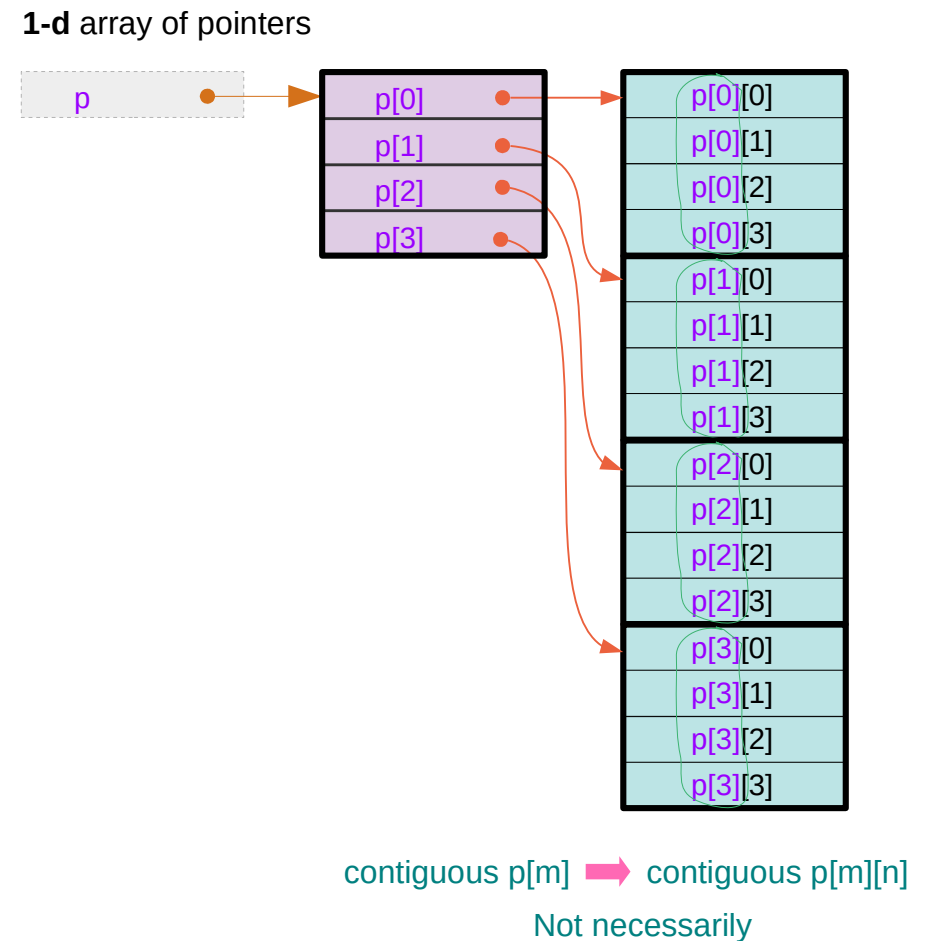 1-d array of pointers
p
p[0]
p[1]
p[2]
p[3]
p[0][0]
p[0][1]
p[0][2]
p[0][3]
p[1][0]
p[1][1]
p[1][2]
p[1][3]
p[2][0]
p[2][1]
p[2][2]
p[2][3]
p[3][0]
p[3][1]
p[3][2]
p[3][3]
contiguous p[m] contiguous p[m][n]
Not necessarily